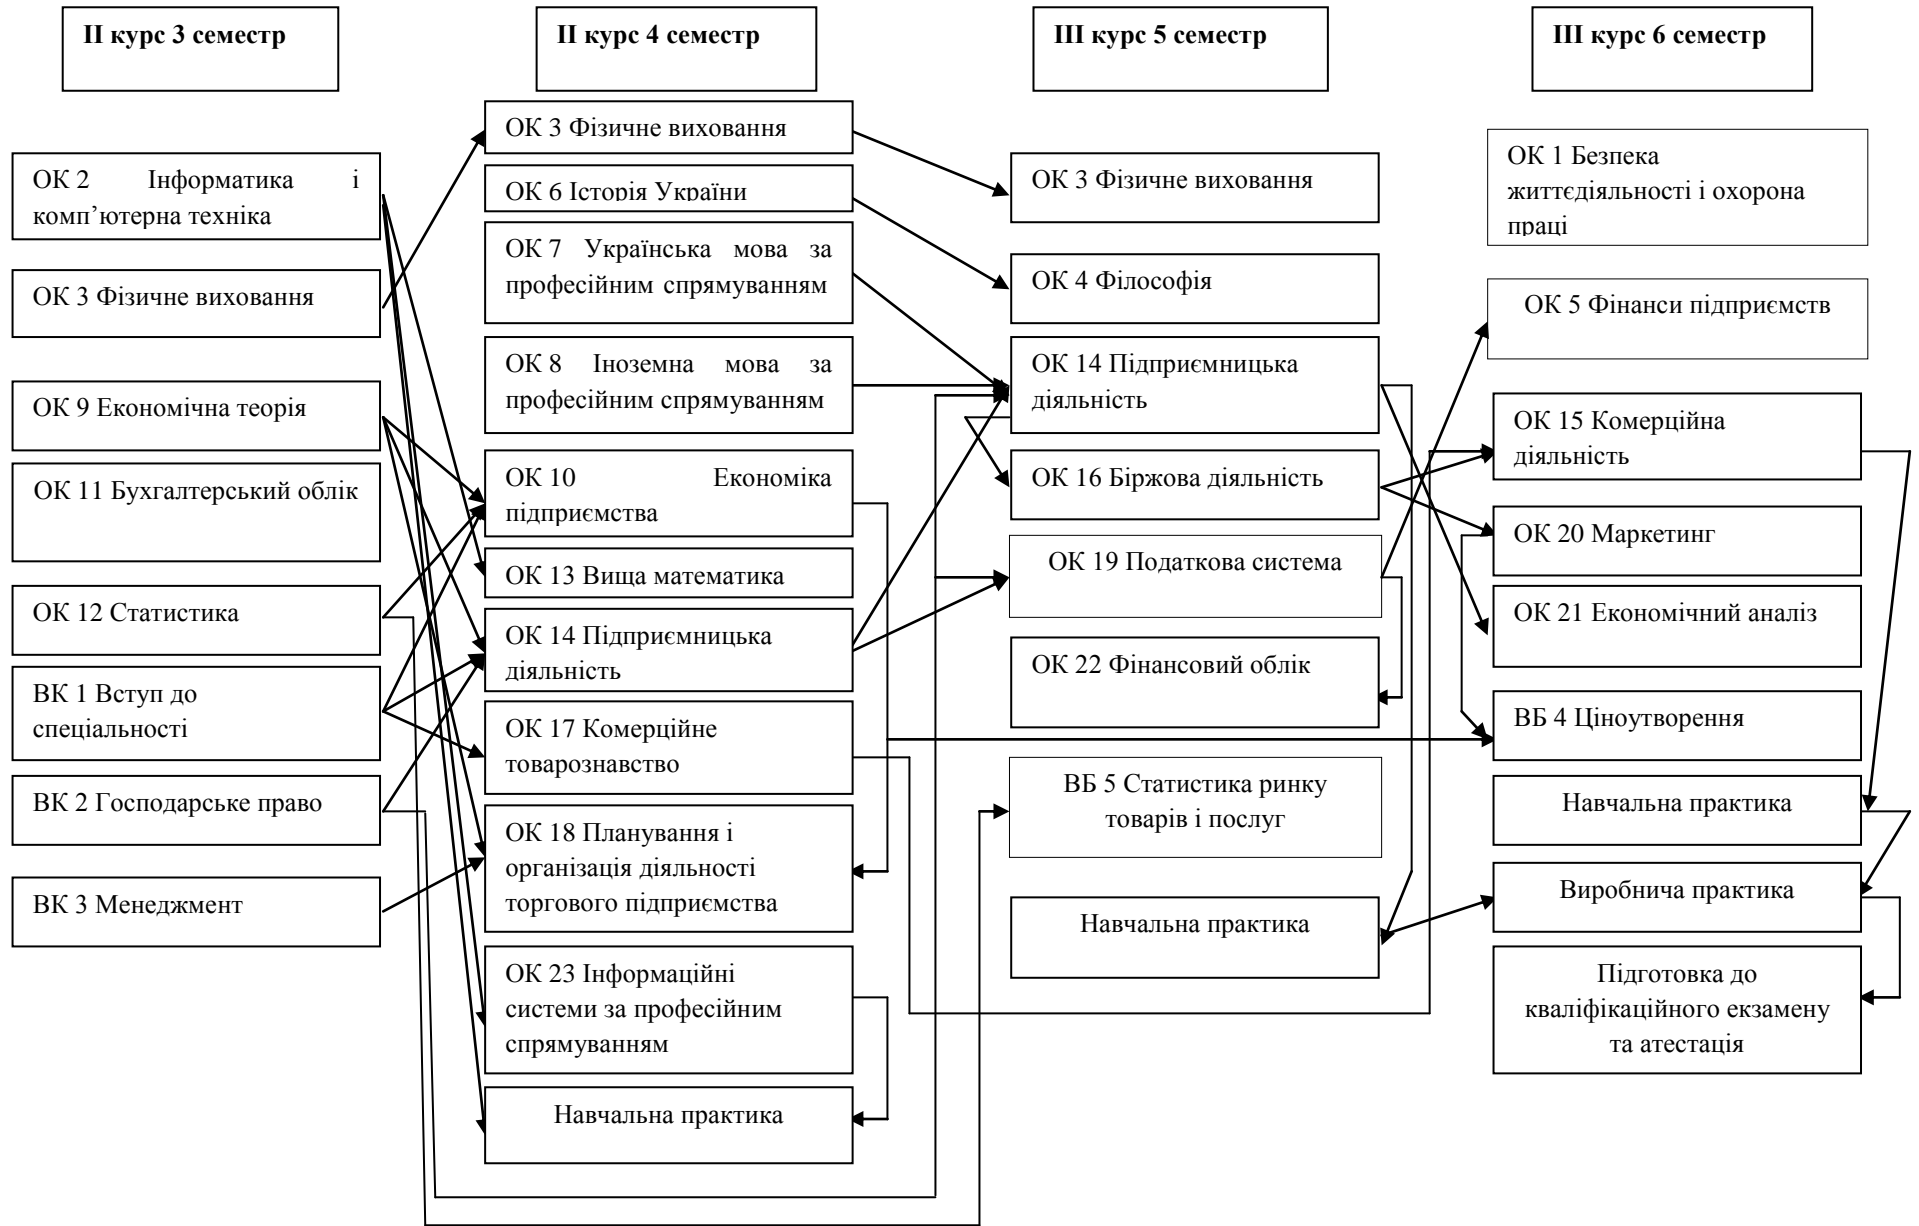 ІІ курс 3 семестр
ІІ курс 4 семестр
ІІІ курс 5 семестр
ІІІ курс 6 семестр
ОК 2 Інформатика і
комп’ютерна техніка
ОК 3 Фізичне виховання
ОК 9 Економічна теорія
ОК 11 Бухгалтерський облік
ОК 12 Статистика
ВК 1 Вступ до
спеціальності
ВК 2 Господарське право
ВК 3 Менеджмент
ОК 3 Фізичне виховання
ОК 6 Історія України
ОК 7 Українська мова за
професійним спрямуванням
ОК 8 Іноземна мова за
професійним спрямуванням
ОК 10 Економіка
підприємства
ОК 13 Вища математика
ОК 14 Підприємницька
діяльність
ОК 17 Комерційне
товарознавство
ОК 18 Планування і
організація діяльності
торгового підприємства
ОК 23 Інформаційні
системи за професійним
спрямуванням
Навчальна практика
ОК 3 Фізичне виховання
ОК 4 Філософія
ОК 14 Підприємницька
діяльність
ОК 16 Біржова діяльність
ОК 19 Податкова система
ОК 22 Фінансовий облік
ВБ 5 Статистика ринку
товарів і послуг
Навчальна практика
ОК 1 Безпека
життєдіяльності і охорона
праці
ОК 5 Фінанси підприємств
ОК 15 Комерційна
діяльність
ОК 20 Маркетинг
ОК 21 Економічний аналіз
ВБ 4 Ціноутворення
Навчальна практика
Виробнича практика
Підготовка до
кваліфікаційного екзамену
та атестація